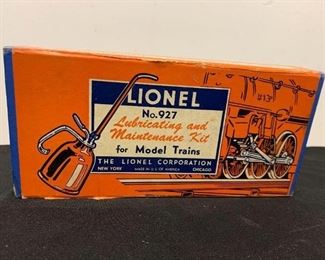 LIONEL
No. 927
Lubricating and
Maintenance Kit
for Model Trains
THE LIONEL CORPORATION
NEW YORK MADE IN U.S. OF AMERICA CHICAGO